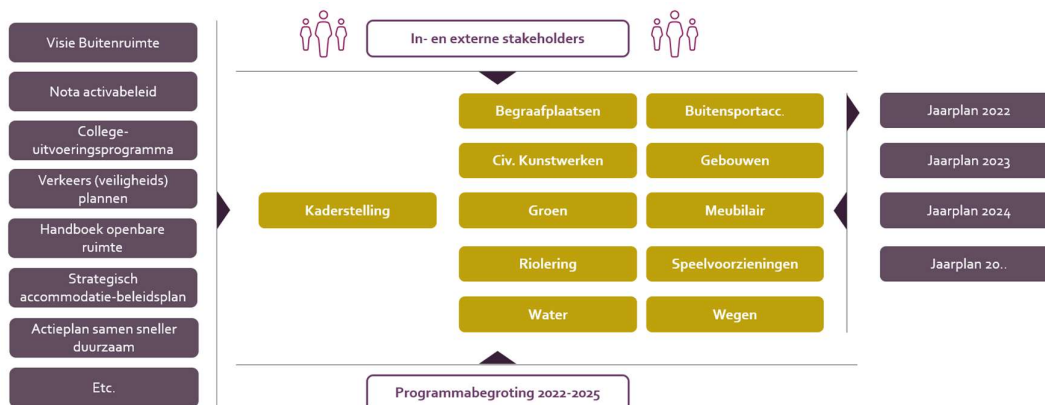 Visie Buitenruimte
Nota activabeleid
College-
uitvoeringsprogramma
Verkeers (veiligheids)
plannen
Handboek openbare
ruimte
Strategisch
accommodatie-beleidsplan
Actieplan samen sneller
duurzaam
Etc.
In- en externe stakeholders
Kaderstelling
Begraafplaatsen
Buitensportacc.
Civ. Kunstwerken
Gebouwen
Groen
Meubilair
Riolering
Speelvoorzieningen
Water
Wegen
Programmabegroting 2022-2025
Jaarplan 2022
Jaarplan 2023
Jaarplan 2024
Jaarplan 20..